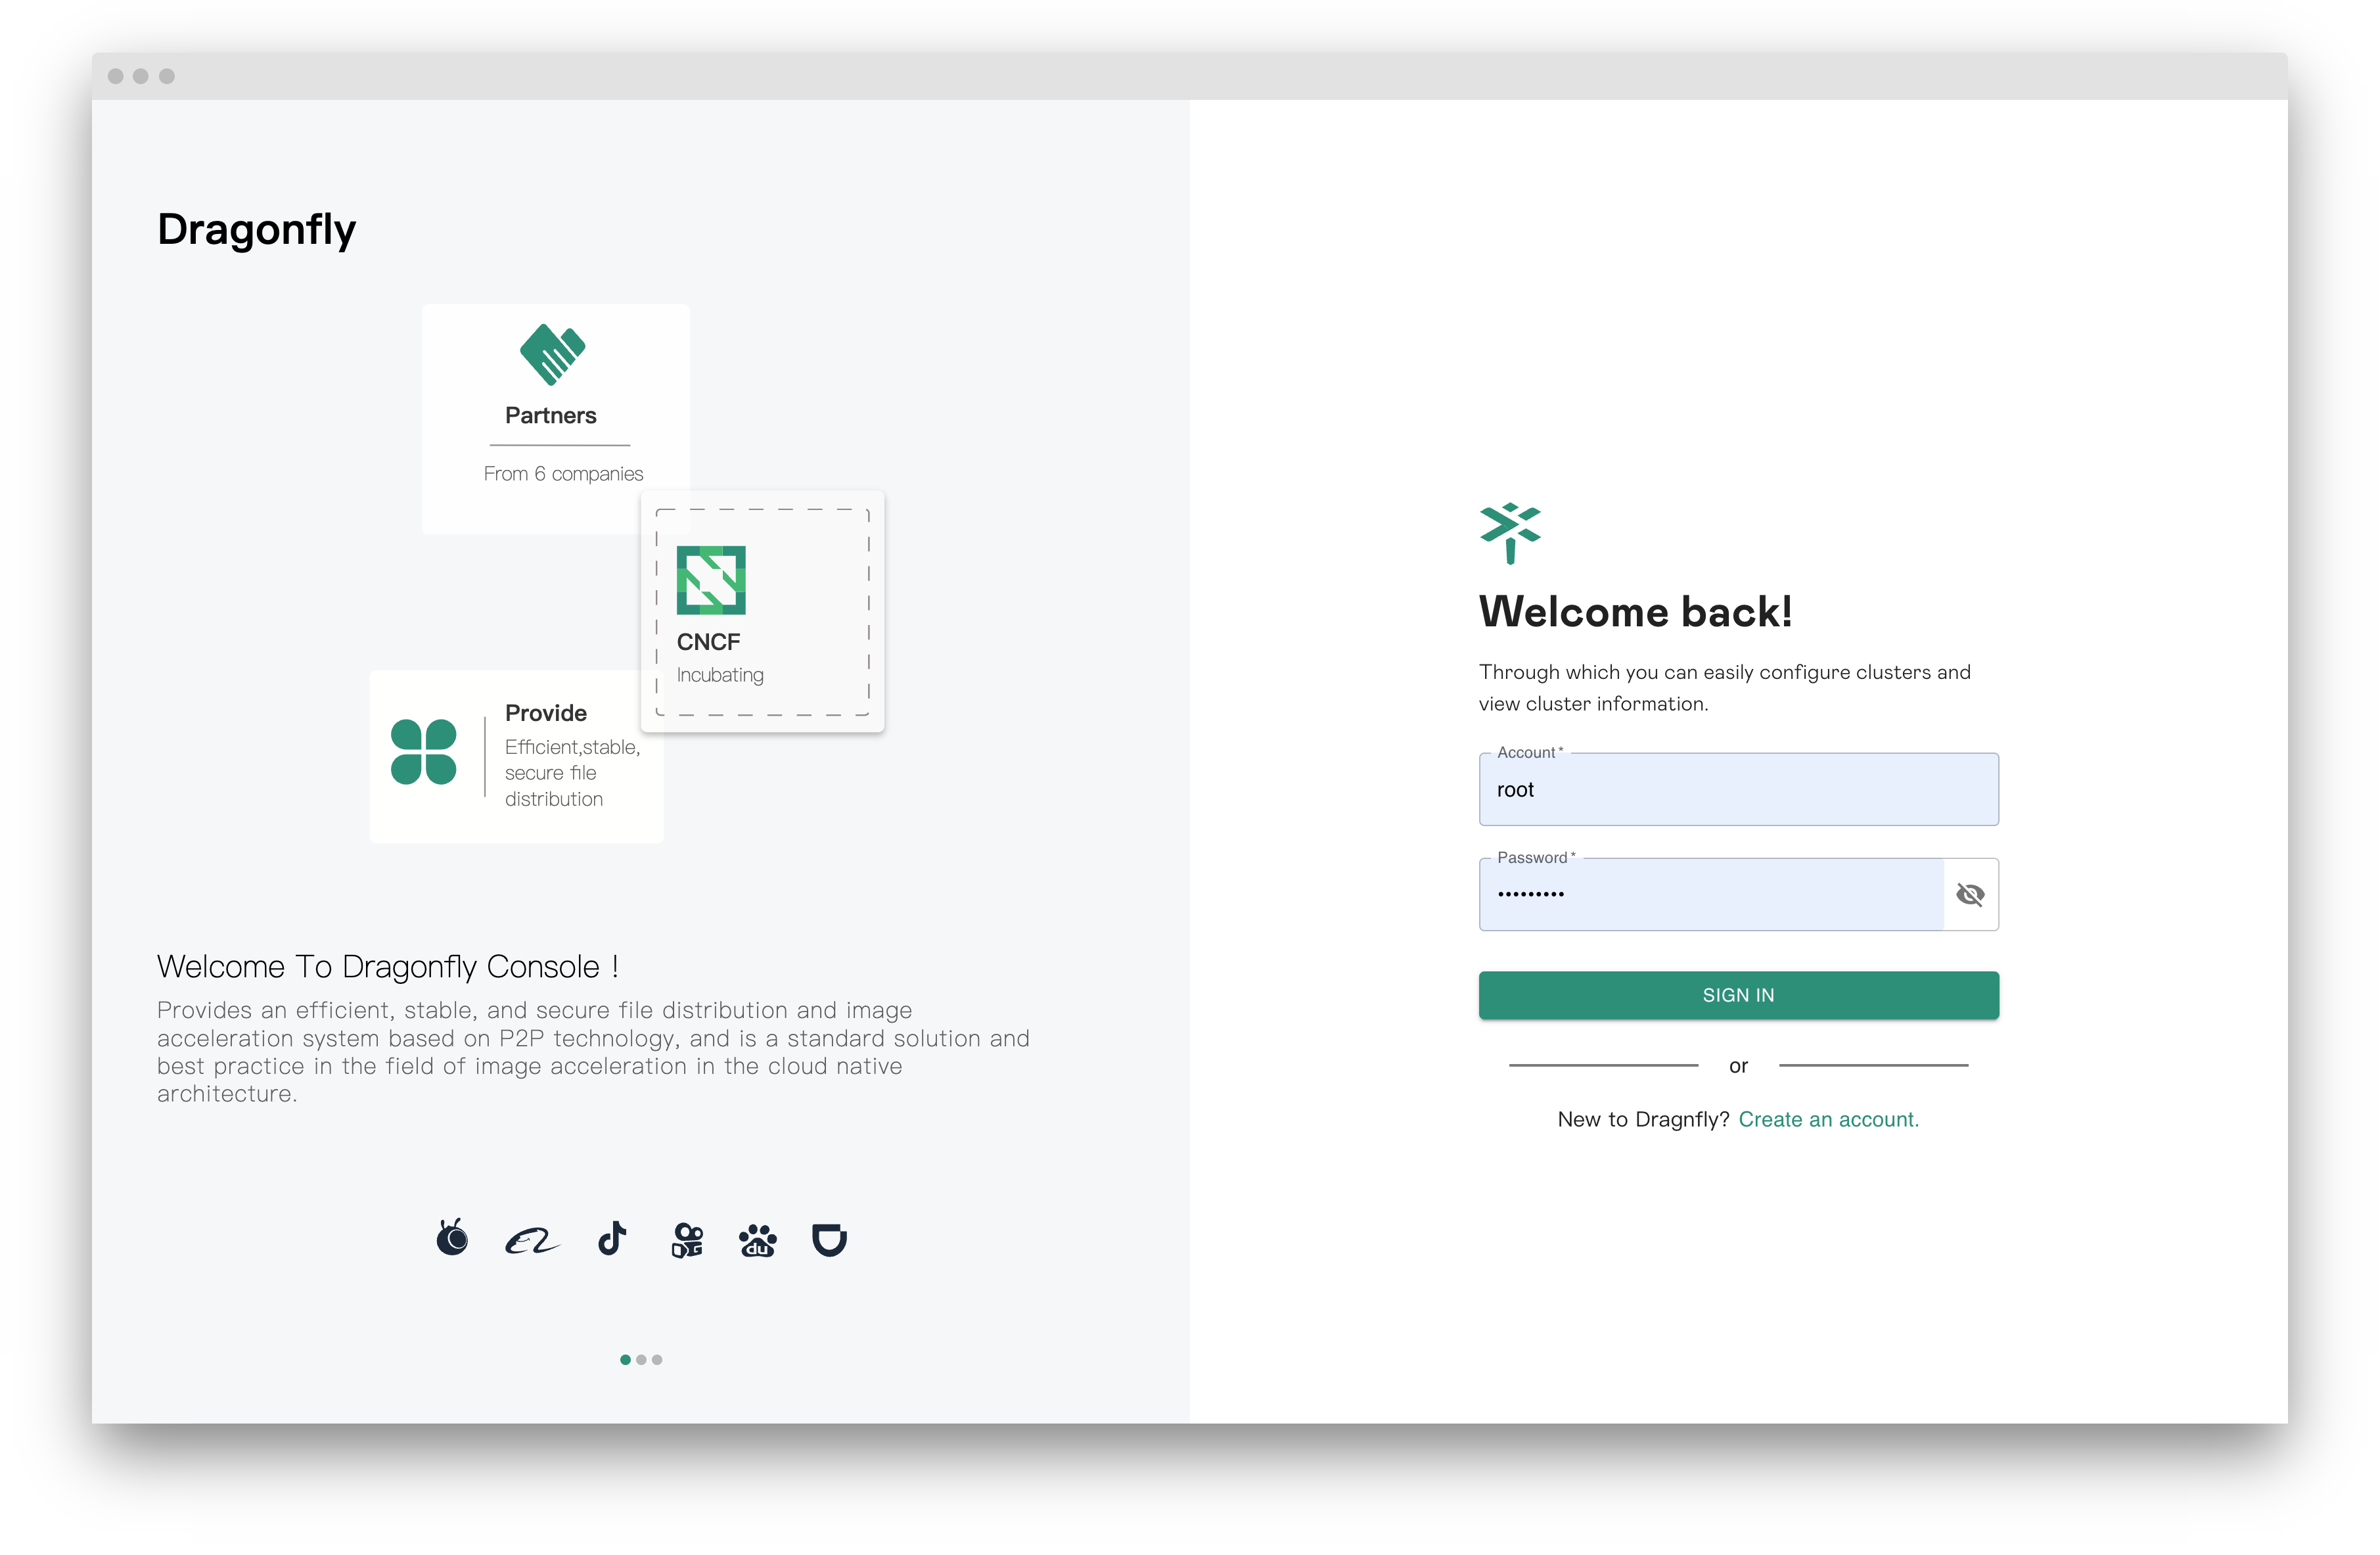 Dragonfly
Partners
From 6 companies
CNCF
Incubating
Provide
Efficient,stable,
secure file
distribution
Welcome To Dragonfly Console !
Provides an efficient, stable, and secure file distribution and image
acceleration system based on P2P technology, and is a standard solution and
best practice in the field of image acceleration in the cloud native
architecture.
du
Welcome back!
Through which you can easily configure clusters and
view cluster information.
Account *
root
Password *
•••••••••
SIGN IN
or
New to Dragnfly? Create an account.